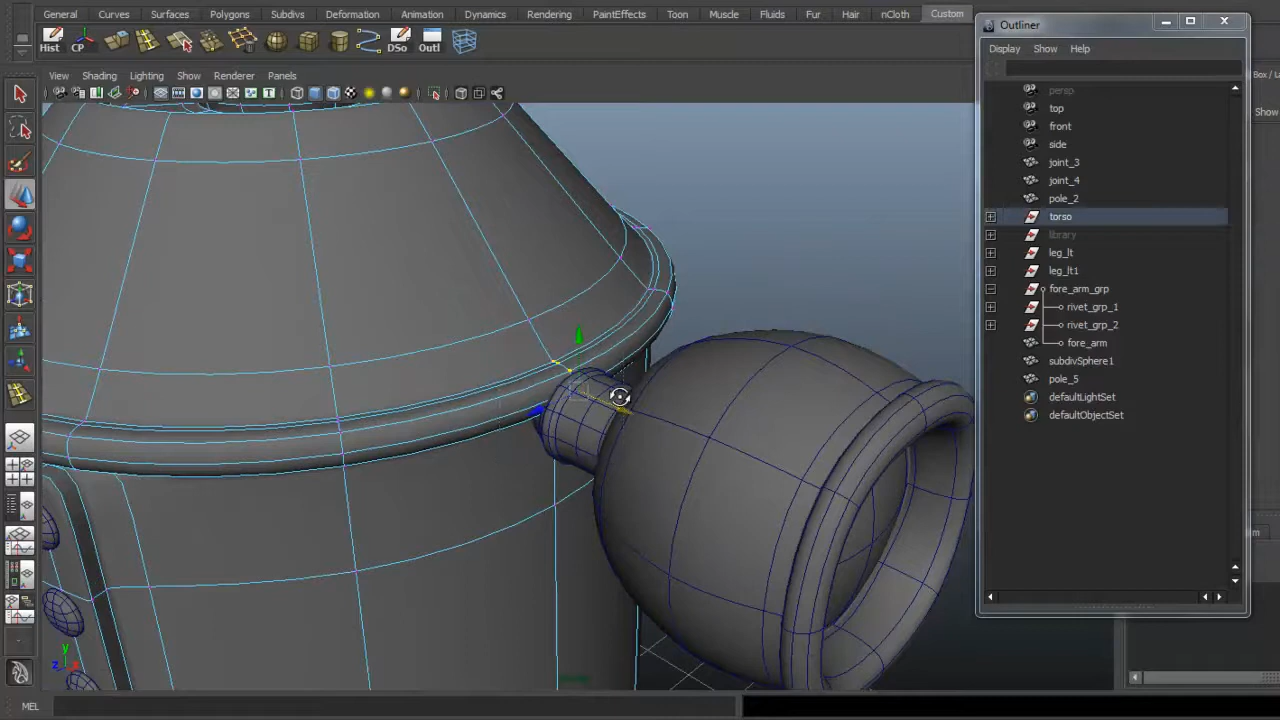 General Curves Surfaces Polygons Subdivs Deformation Animation Dynamics Rendering PaintEffects Toon Muscle Fluids Fur Hair nCloth Custom
Outliner
Hist CP DSo Outl
Display Show Help
View Shading Lighting Show Renderer Panels
Box / Li
Show
persp
top
front
side
joint_3
joint_4
pole_2
torso
library
leg_lt
leg_lt1
fore_arm_grp
rivet_grp_1
rivet_grp_2
fore_arm
subdivSphere1
pole_5
defaultLightSet
defaultObjectSet
y
z x
MEL